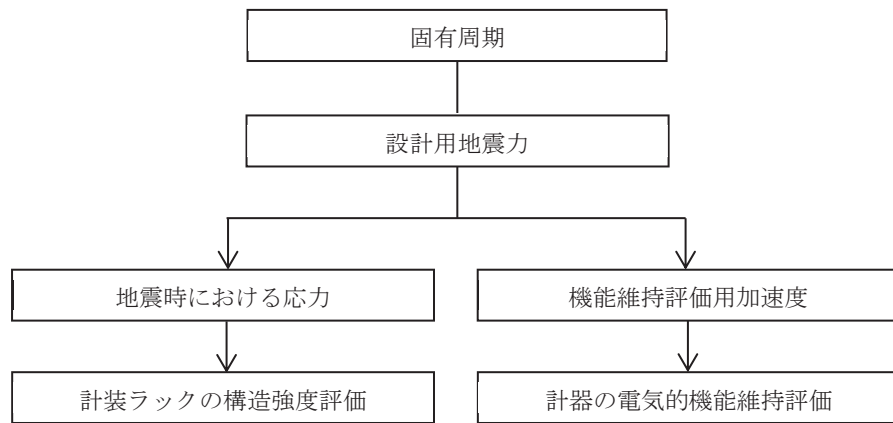 固有周期
設計用地震力
地震時における応力
機能維持評価用加速度
計装ラックの構造強度評価
計器の電気的機能維持評価